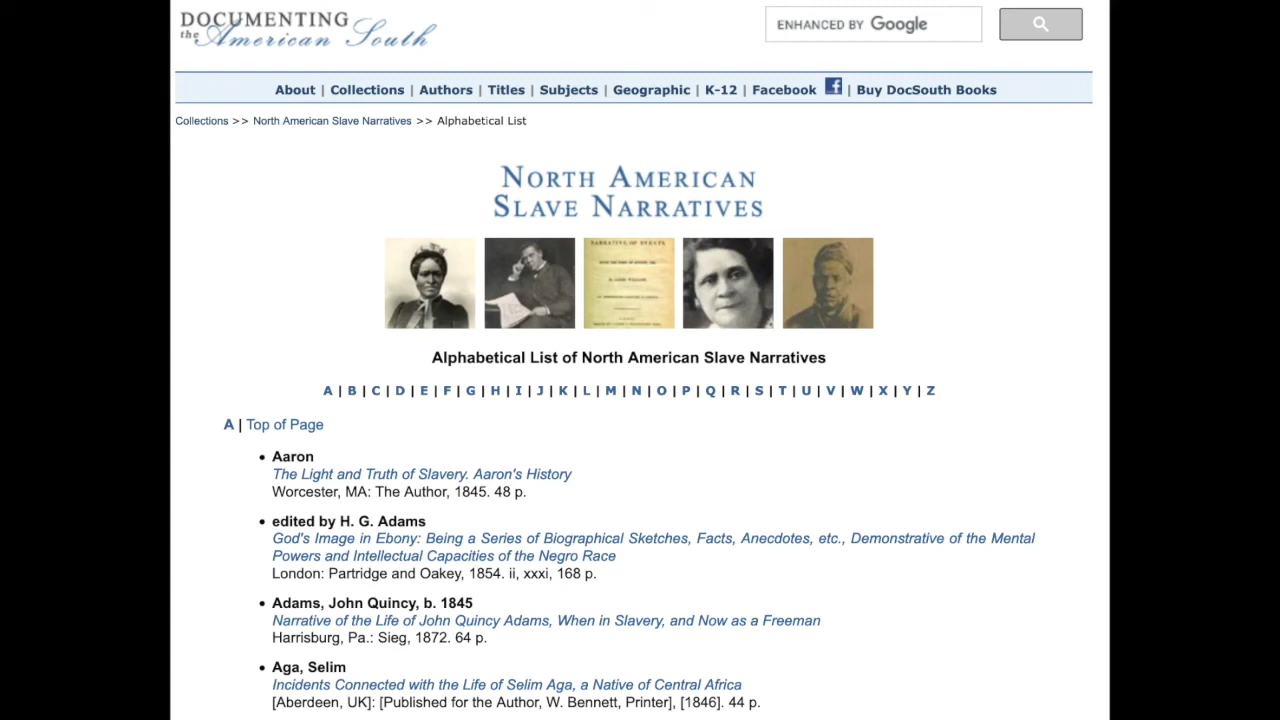 DOCUMENTING
the American South
ENHANCED BY Google
About | Collections | Authors | Titles | Subjects | Geographic | K-12 | Facebook f | Buy DocSouth Books
Collections >> North American Slave Narratives >> Alphabetical List
NORTH AMERICAN
SLAVE NARRATIVES
NARRATIVE OF EVENTS
Alphabetical List of North American Slave Narratives
A | B | C | D | E | F | G | H | I | J | K | L | M | N | O | P | Q | R | S | T | U | V | W | X | Y | Z
A | Top of Page
• Aaron
The Light and Truth of Slavery. Aaron's History
Worcester, MA: The Author, 1845. 48 p.
• edited by H. G. Adams
God's Image in Ebony: Being a Series of Biographical Sketches, Facts, Anecdotes, etc., Demonstrative of the Mental
Powers and Intellectual Capacities of the Negro Race
London: Partridge and Oakey, 1854. ii, xxxi, 168 p.
• Adams, John Quincy, b. 1845
Narrative of the Life of John Quincy Adams, When in Slavery, and Now as a Freeman
Harrisburg, Pa.: Sieg, 1872. 64 p.
• Aga, Selim
Incidents Connected with the Life of Selim Aga, a Native of Central Africa
[Aberdeen, UK]: [Published for the Author, W. Bennett, Printer], [1846]. 44 p.